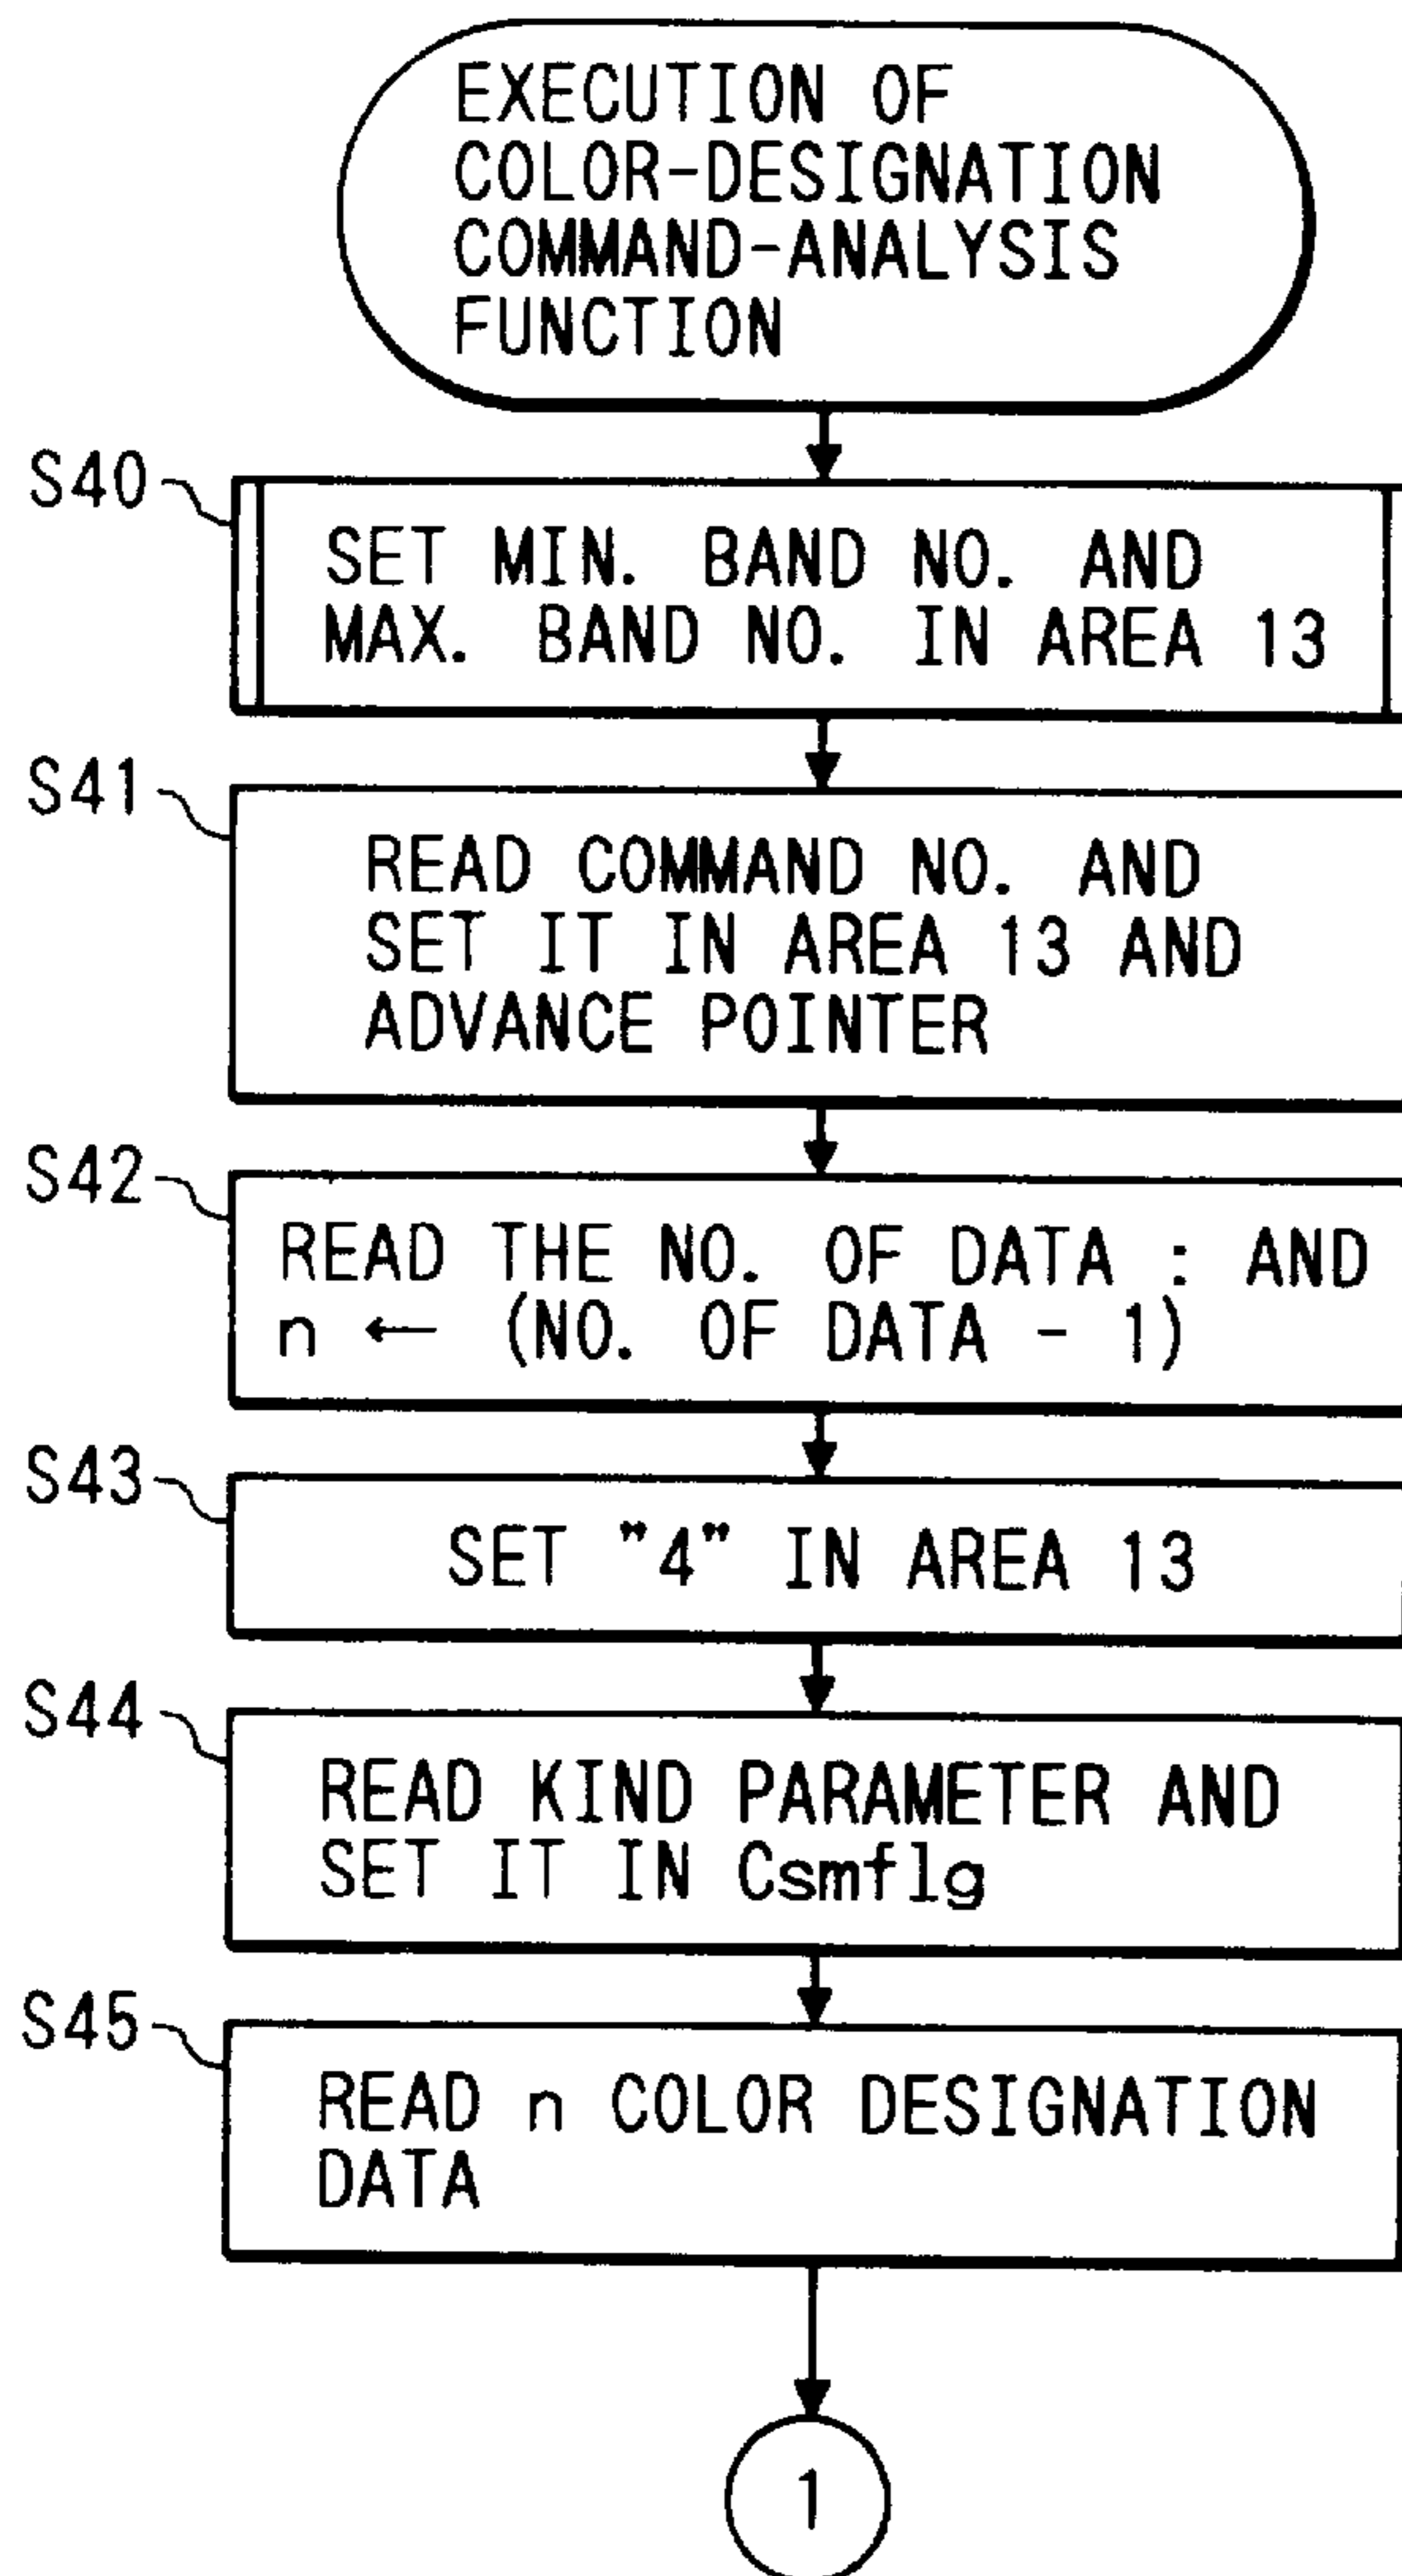 EXECUTION OF
COLOR-DESIGNATION
COMMAND-ANALYSIS
FUNCTION
S40
SET MIN. BAND NO. AND
MAX. BAND NO. IN AREA 13
S41
READ COMMAND NO. AND
SET IT IN AREA 13 AND
ADVANCE POINTER
S42
READ THE NO. OF DATA : AND
n ← (NO. OF DATA - 1)
S43
SET "4" IN AREA 13
S44
READ KIND PARAMETER AND
SET IT IN Csmflg
S45
READ n COLOR DESIGNATION
DATA
1